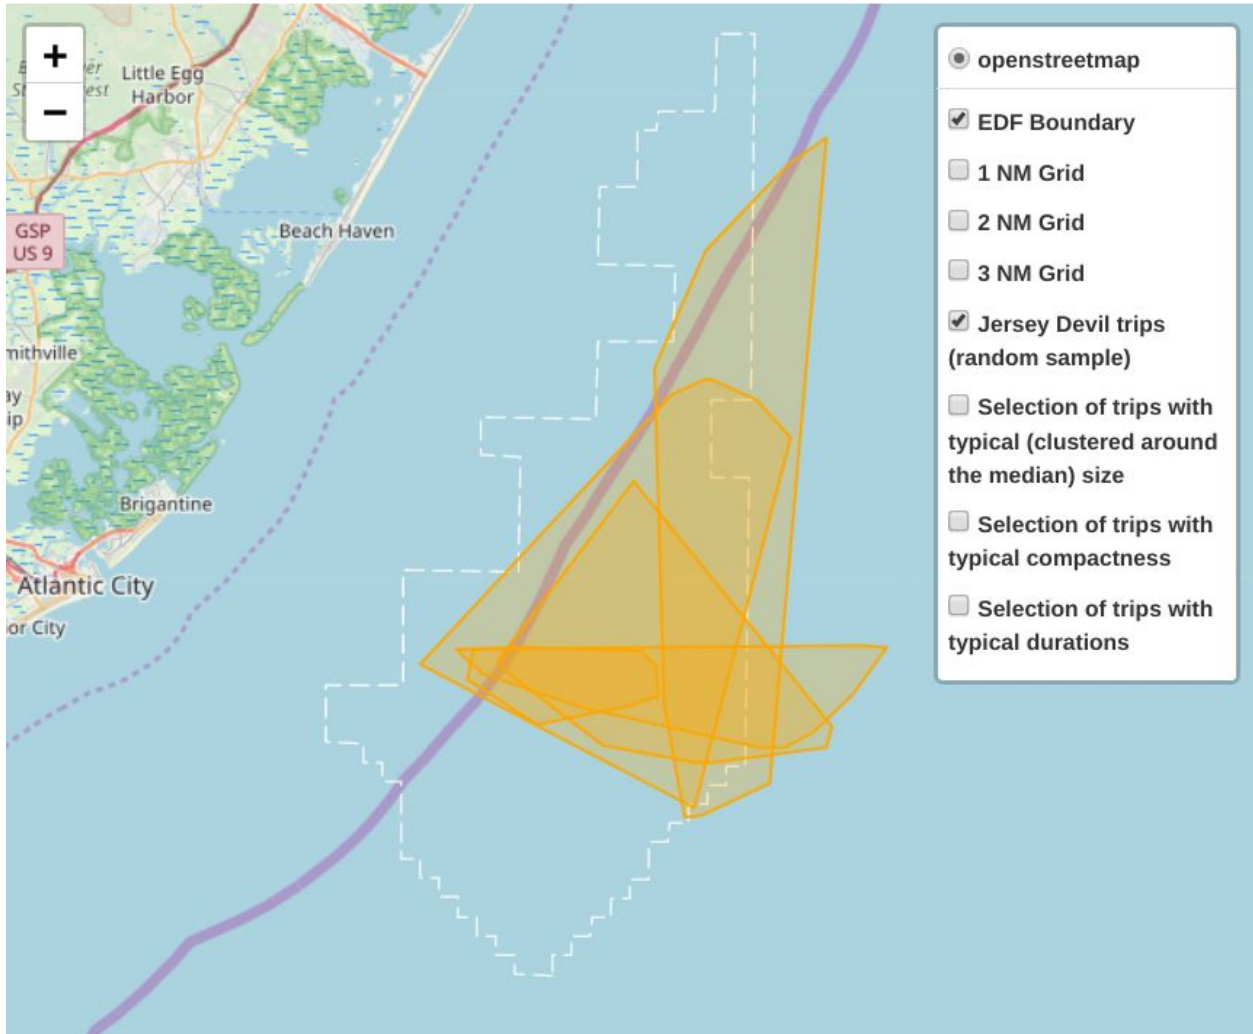 +
−
Little Egg
Harbor
GSP
US 9
Beach Haven
mithville
ay
ip
Brigantine
Atlantic City
or City
openstreetmap
EDF Boundary
1 NM Grid
2 NM Grid
3 NM Grid
Jersey Devil trips
(random sample)
Selection of trips with
typical (clustered around
the median) size
Selection of trips with
typical compactness
Selection of trips with
typical durations